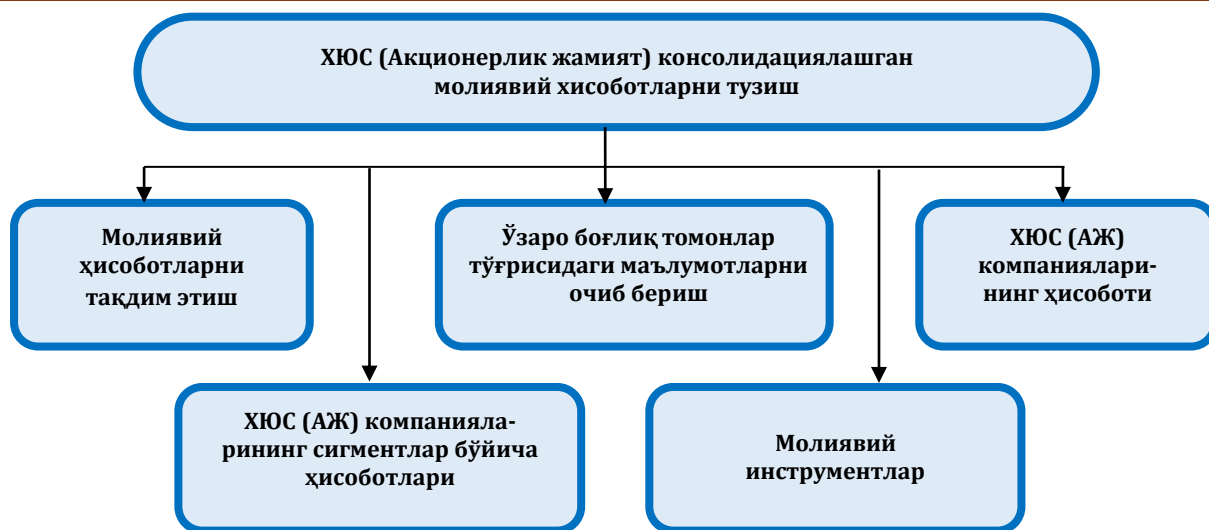 ХЮС (Акционерлик жамият) консолидациялашган
молиявий хисоботларни тузиш
Молиявий
ҳисоботларни
тақдим этиш
Ўзаро боғлиқ томонлар
тўғрисидаги маълумотларни
очиб бериш
ХЮС (АЖ)
компаниялари-
нинг ҳисоботи
ХЮС (АЖ) компанияла-
рининг сигментлар бўйича
ҳисоботлари
Молиявий
инструментлар